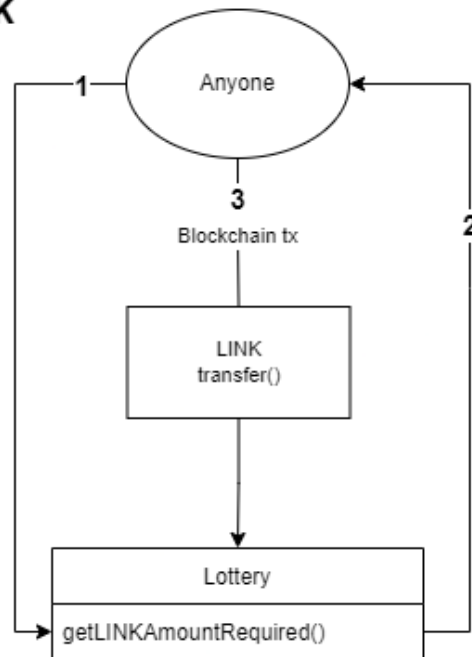 K
1
Anyone
3
2
Blockchain tx
LINK
transfer()
Lottery
getLINKAmountRequired()